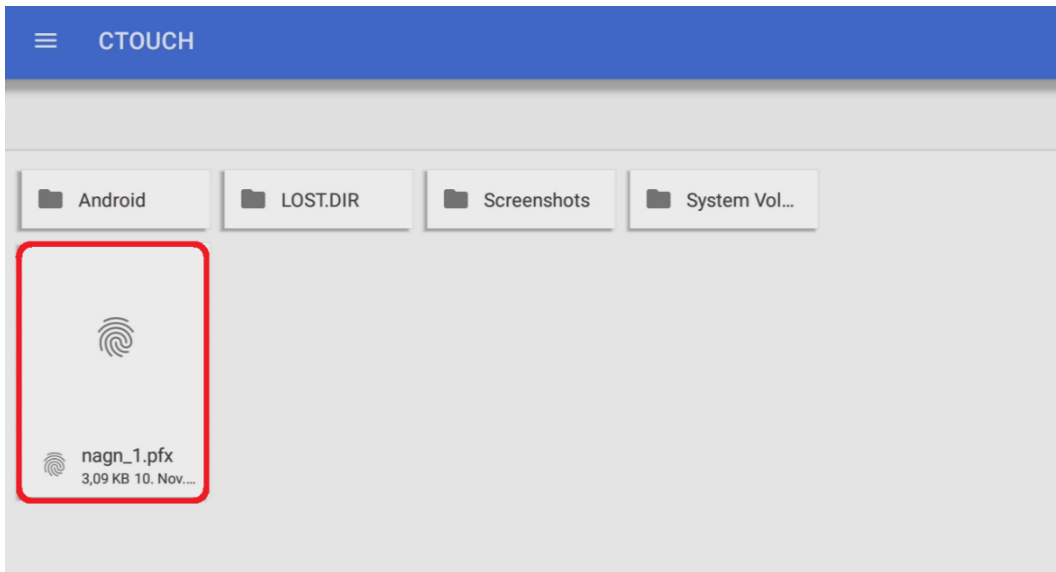 CTOUCH
Android
LOST.DIR
Screenshots
System Vol...
nagn_1.pfx
3,09 KB 10. Nov....